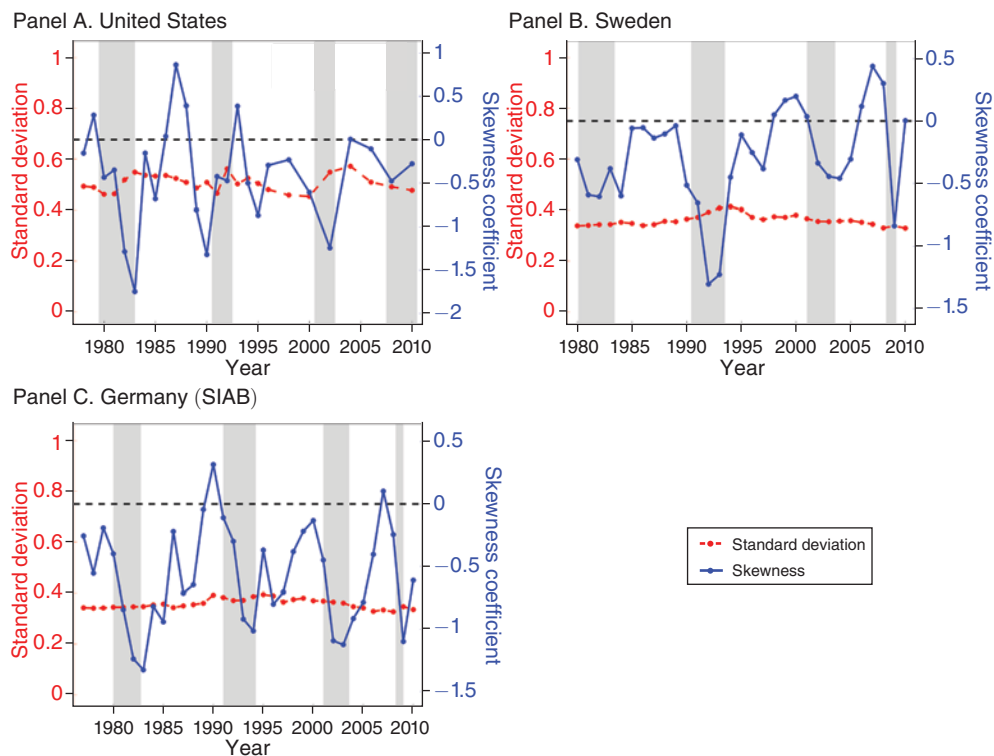 Panel A. United States
Standard deviation
1
0.8
0.6
0.4
0.2
0
1
0.5
0
−0.5
−1
−1.5
−2
Skewness coefficient
1980 1985 1990 1995 2000 2005 2010
Year
Panel B. Sweden
Standard deviation
1
0.8
0.6
0.4
0.2
0
0.5
0
−0.5
−1
−1.5
Skewness coefficient
1980 1985 1990 1995 2000 2005 2010
Year
Panel C. Germany (SIAB)
Standard deviation
1
0.8
0.6
0.4
0.2
0
0.5
0
−0.5
−1
−1.5
Skewness coefficient
1980 1985 1990 1995 2000 2005 2010
Year
Standard deviation
Skewness